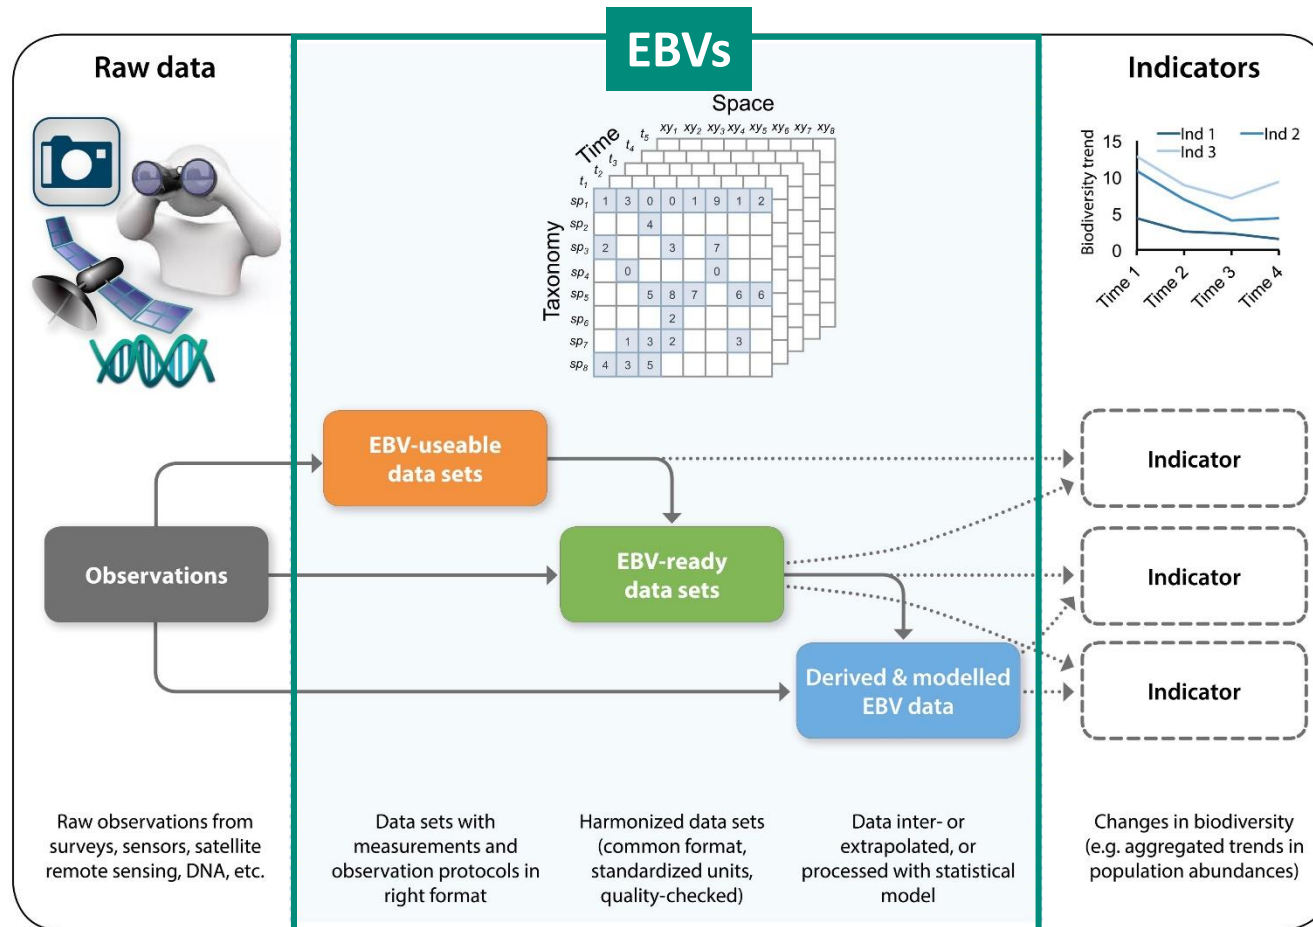 EBVs
Raw data
Indicators
Space
Time
t1 t2 t3 t4 t5
xy1 xy2 xy3 xy4 xy5 xy6 xy7 xy8
Taxonomy
sp1 1 3 0 0 1 9 1 2
sp2 4
sp3 2 3 7
sp4 0 0
sp5 5 8 7 6 6
sp6 2
sp7 1 3 2 3
sp8 4 3 5
Ind 1 Ind 2
Ind 3
Biodiversity trend
15
10
5
0
Time 1 Time 2 Time 3 Time 4
EBV-useable
data sets
Indicator
Observations
EBV-ready
data sets
Indicator
Derived & modelled
EBV data
Indicator
Raw observations from
surveys, sensors, satellite
remote sensing, DNA, etc.
Data sets with
measurements and
observation protocols in
right format
Harmonized data sets
(common format,
standardized units,
quality-checked)
Data inter- or
extrapolated, or
processed with statistical
model
Changes in biodiversity
(e.g. aggregated trends in
population abundances)